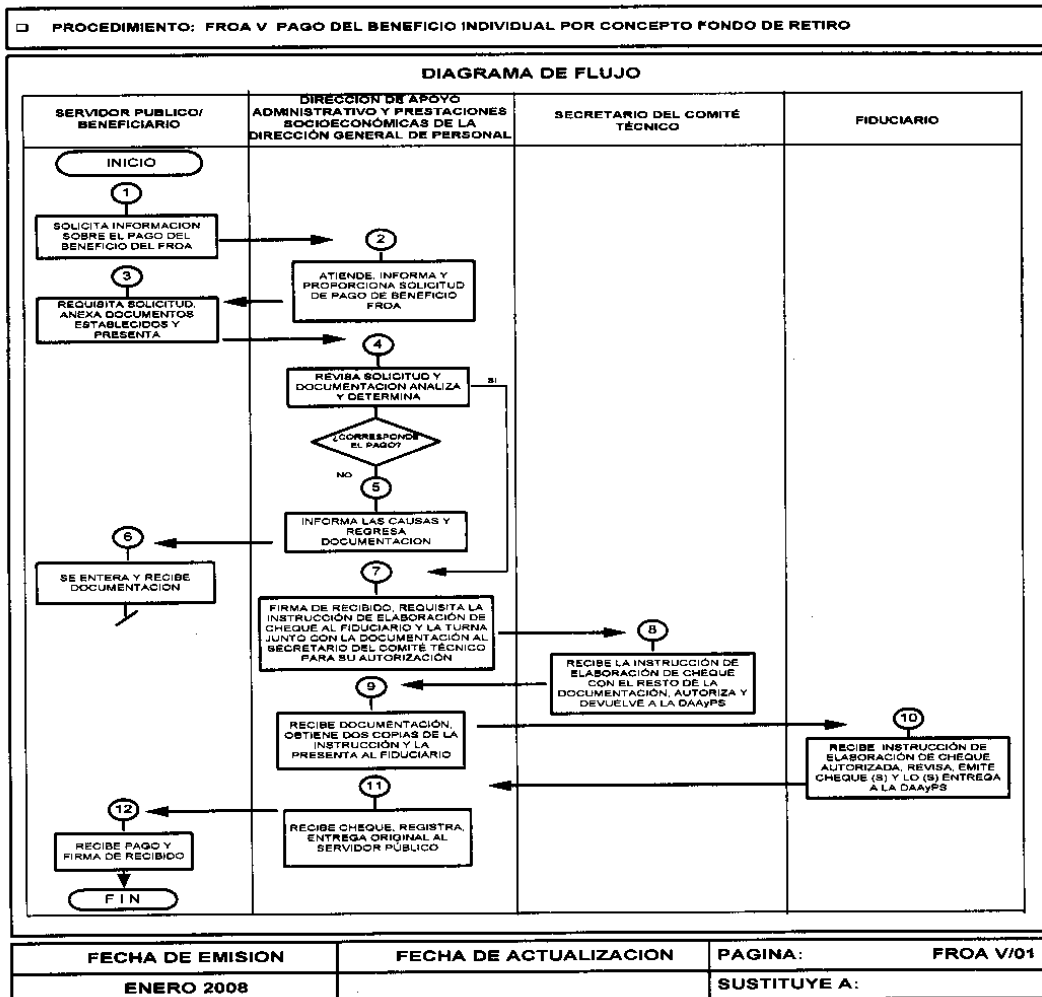 PROCEDIMIENTO: FROA V PAGO DEL BENEFICIO INDIVIDUAL POR CONCEPTO FONDO DE RETIRO
DIAGRAMA DE FLUJO
SERVIDOR PUBLICO/
BENEFICIARIO
DIRECCION DE APOYO
ADMINISTRATIVO Y PRESTACIONES
SOCIOECONÓMICAS DE LA
DIRECCIÓN GENERAL DE PERSONAL
SECRETARIO DEL COMITÉ
TÉCNICO
FIDUCIARIO
INICIO
1
SOLICITA INFORMACION
SOBRE EL PAGO DEL
BENEFICIO DEL FROA
2
ATIENDE, INFORMA Y
PROPORCIONA SOLICITUD
DE PAGO DE BENEFICIO
FROA
3
REQUISITA SOLICITUD,
ANEXA DOCUMENTOS
ESTABLECIDOS Y
PRESENTA
4
REVISA SOLICITUD Y
DOCUMENTACION ANALIZA
Y DETERMINA
SI
¿CORRESPONDE
EL PAGO?
NO
5
INFORMA LAS CAUSAS Y
REGRESA
DOCUMENTACION
6
SE ENTERA Y RECIBE
DOCUMENTACION
7
FIRMA DE RECIBIDO, REQUISITA LA
INSTRUCCIÓN DE ELABORACIÓN DE
CHEQUE AL FIDUCIARIO Y LA TURNA
JUNTO CON LA DOCUMENTACIÓN AL
SECRETARIO DEL COMITÉ TÉCNICO
PARA SU AUTORIZACIÓN
8
RECIBE LA INSTRUCCIÓN DE
ELABORACIÓN DE CHEQUE
CON EL RESTO DE LA
DOCUMENTACIÓN, AUTORIZA Y
DEVUELVE A LA DAAyPS
9
RECIBE DOCUMENTACIÓN,
OBTIENE DOS COPIAS DE LA
INSTRUCCIÓN Y LA
PRESENTA AL FIDUCIARIO
10
RECIBE INSTRUCCIÓN DE
ELABORACIÓN DE CHEQUE
AUTORIZADA, REVISA, EMITE
CHEQUE (S) Y LO (S) ENTREGA
A LA DAAyPS
11
RECIBE CHEQUE, REGISTRA,
ENTREGA ORIGINAL AL
SERVIDOR PÚBLICO
12
RECIBE PAGO Y
FIRMA DE RECIBIDO
FIN
FECHA DE EMISION
FECHA DE ACTUALIZACION
PAGINA: FROA V/01
ENERO 2008
SUSTITUYE A: